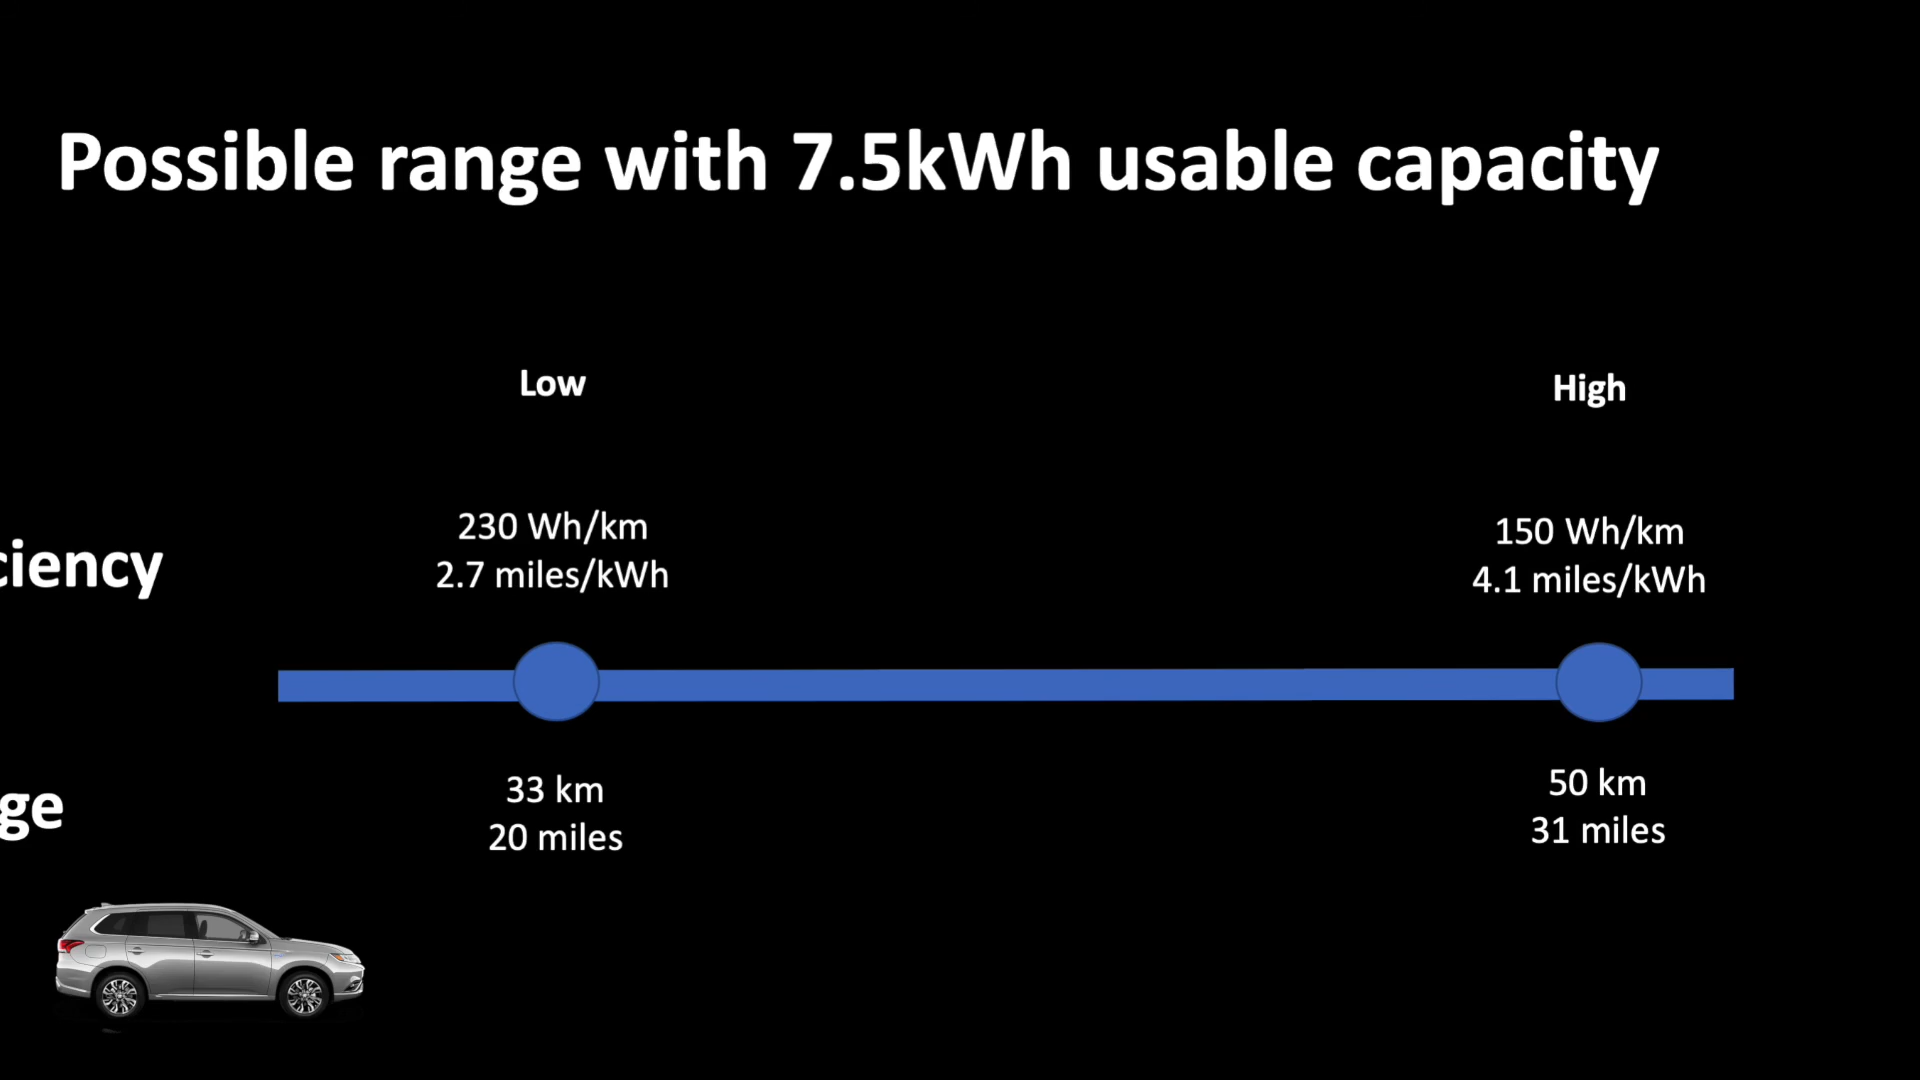 Possible range with 7.5kWh usable capacity
Low
High
230 Wh/km
2.7 miles/kWh
150 Wh/km
4.1 miles/kWh
ciency
33 km
20 miles
50 km
31 miles
ge